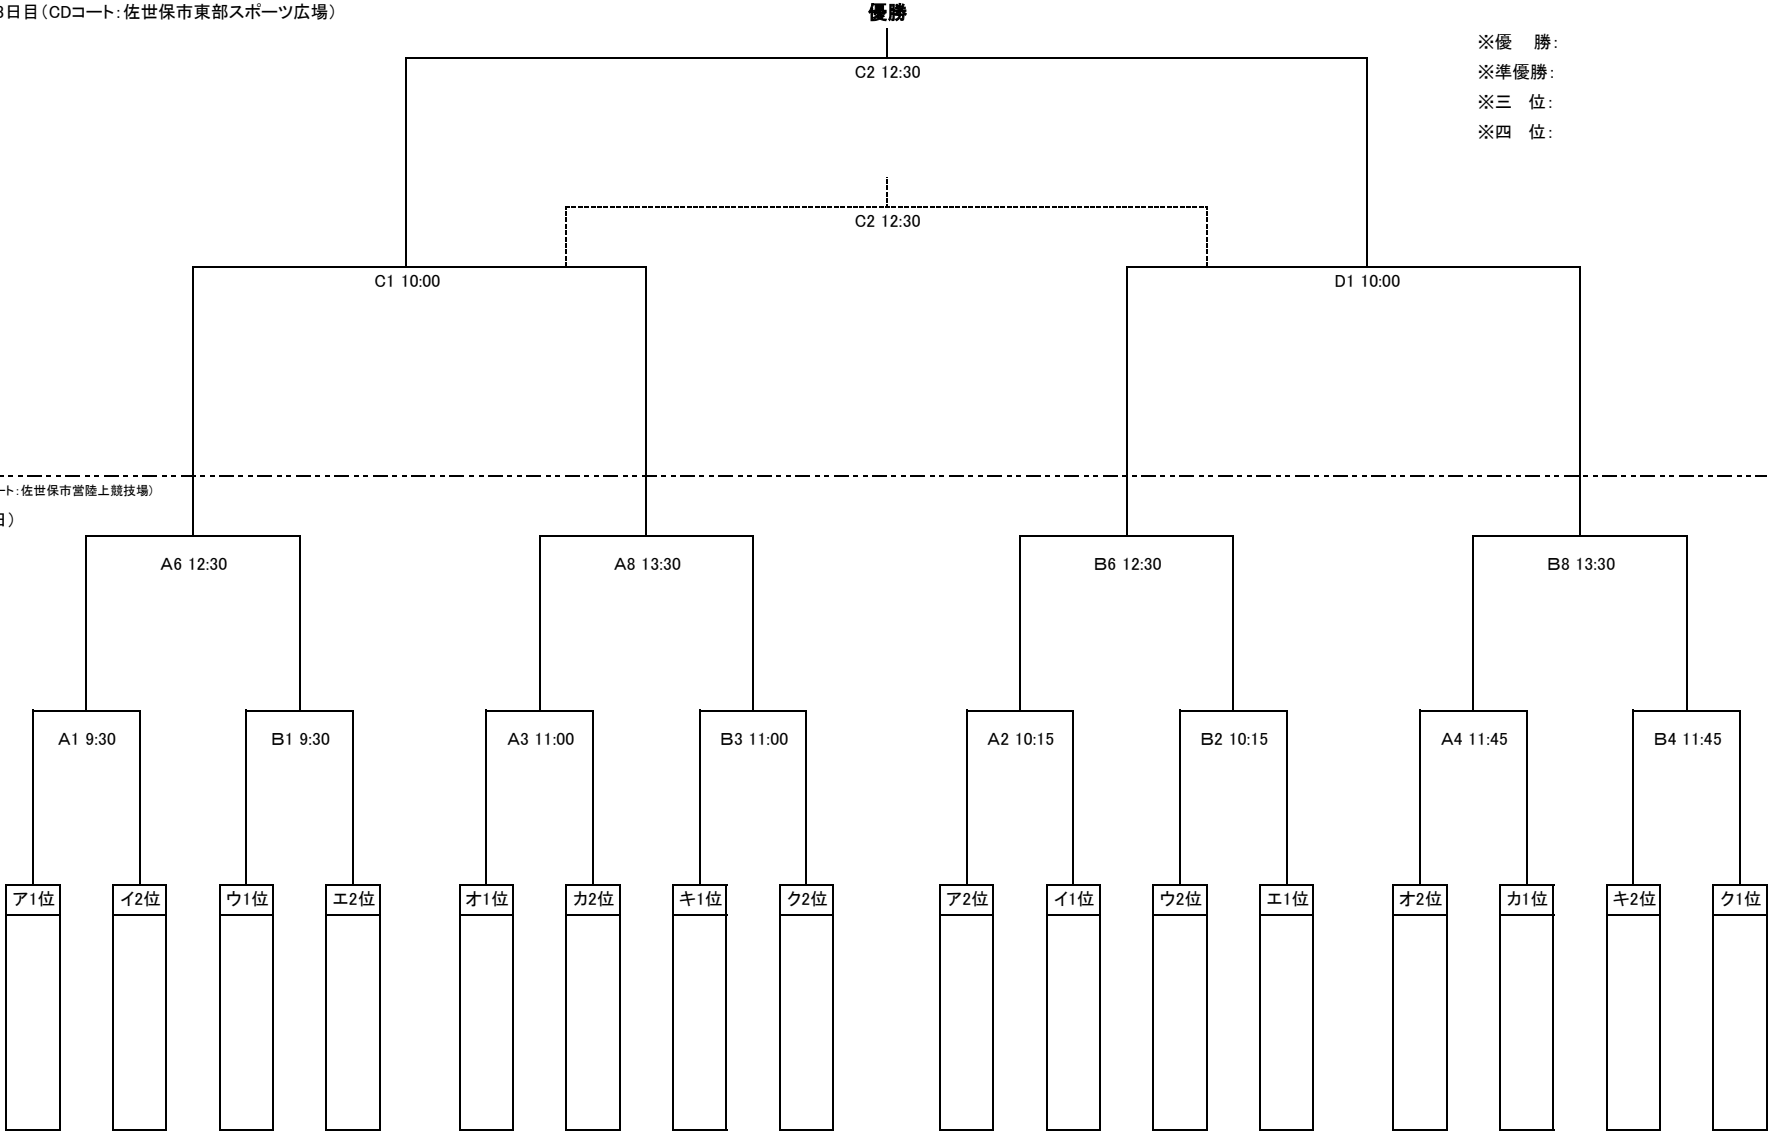 3日目（CDコート：佐世保市東部スポーツ広場）
優勝
※優　勝：
※準優勝：
※三　位：
※四　位：
C2 12:30
C2 12:30
C1 10:00
D1 10:00
ート：佐世保市営陸上競技場）
日）
A6 12:30
A8 13:30
B6 12:30
B8 13:30
A1 9:30
B1 9:30
A3 11:00
B3 11:00
A2 10:15
B2 10:15
A4 11:45
B4 11:45
ア1位
イ2位
ウ1位
エ2位
オ1位
カ2位
キ1位
ク2位
ア2位
イ1位
ウ2位
エ1位
オ2位
カ1位
キ2位
ク1位